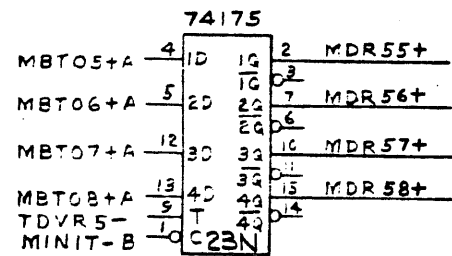 74175
MBT05+A 4 1D 1Q 2 MDR55+
1Q 3
MBT06+A 5 2D 2Q 7 MDR56+
2Q 6
MBT07+A 12 3D 3Q 10 MDR57+
3Q 11
MBT08+A 13 4D 4Q 15 MDR58+
TDVR5- 9 T 4Q 14
MINIT-B 1 C 23N